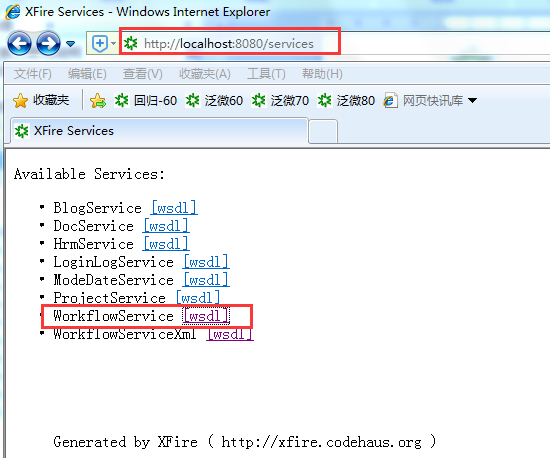 XFire Services - Windows Internet Explorer
http://localhost:8080/services
文件(F) 编辑(E) 查看(V) 收藏夹(A) 工具(T) 帮助(H)
收藏夹 回归-60 泛微60 泛微70 泛微80 网页快讯库
XFire Services
Available Services:
• BlogService [wsdl]
• DocService [wsdl]
• HrmService [wsdl]
• LoginLogService [wsdl]
• ModeDateService [wsdl]
• ProjectService [wsdl]
WorkflowService [wsdl]
• WorkflowServiceXml [wsdl]
Generated by XFire ( http://xfire.codehaus.org )